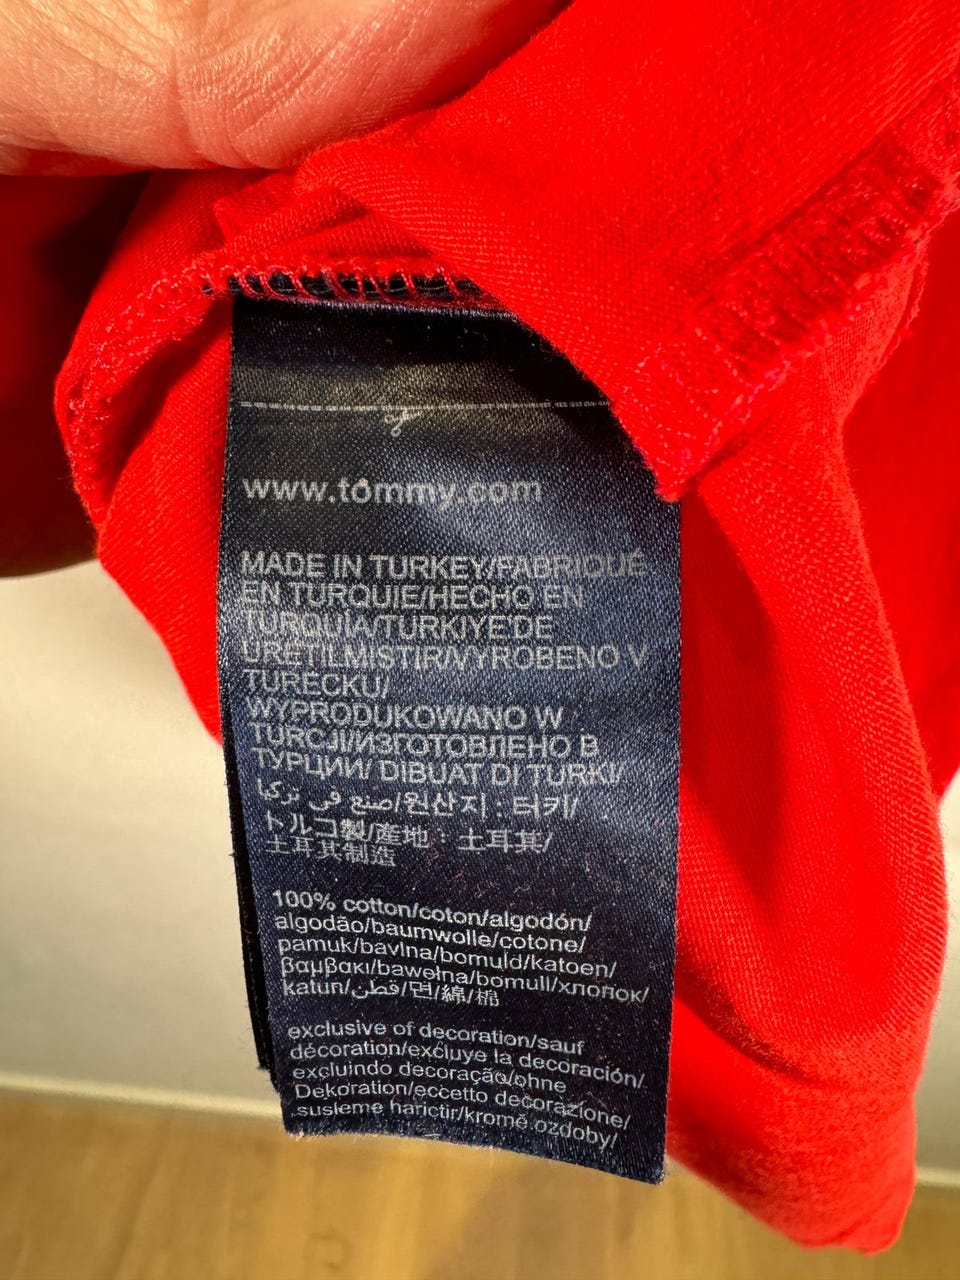 www.tommy.com
MADE IN TURKEY/FABRIQUÉ
EN TURQUIE/HECHO EN
TURQUÍA/TURKIYE'DE
URETILMISTIR/VYROBENO V
TURECKU/
WYPRODUKOWANO W
TURCJI/ИЗГОТОВЛЕНО В
ТУРЦИИ/ DIBUAT DI TURKI/
صنع في تركيا/원산지 : 터키/
トルコ製/產地 : 土耳其/
土耳其制造
100% cotton/coton/algodón/
algodão/baumwolle/cotone/
pamuk/bavlna/bomuld/katoen/
βαμβακι/bawełna/bomull/хлопок/
katun/قطن/면/綿/棉
exclusive of decoration/sauf
décoration/excluye la decoración/
excluindo decoração/ohne
Dekoration/eccetto decorazione/
susleme harictir/kromě ozdoby/